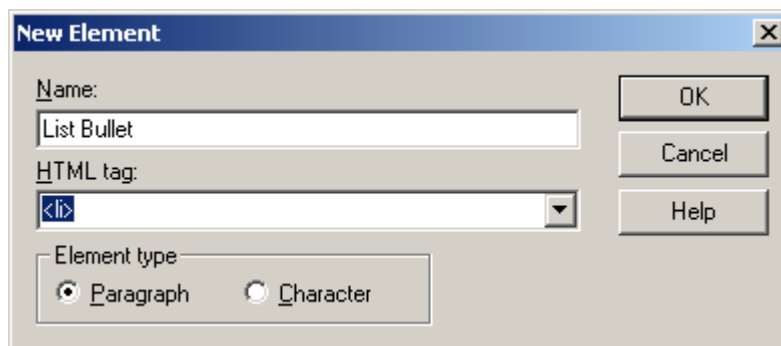 New Element
Name:
List Bullet
HTML tag:
<li>
Element type
Paragraph
Character
OK
Cancel
Help